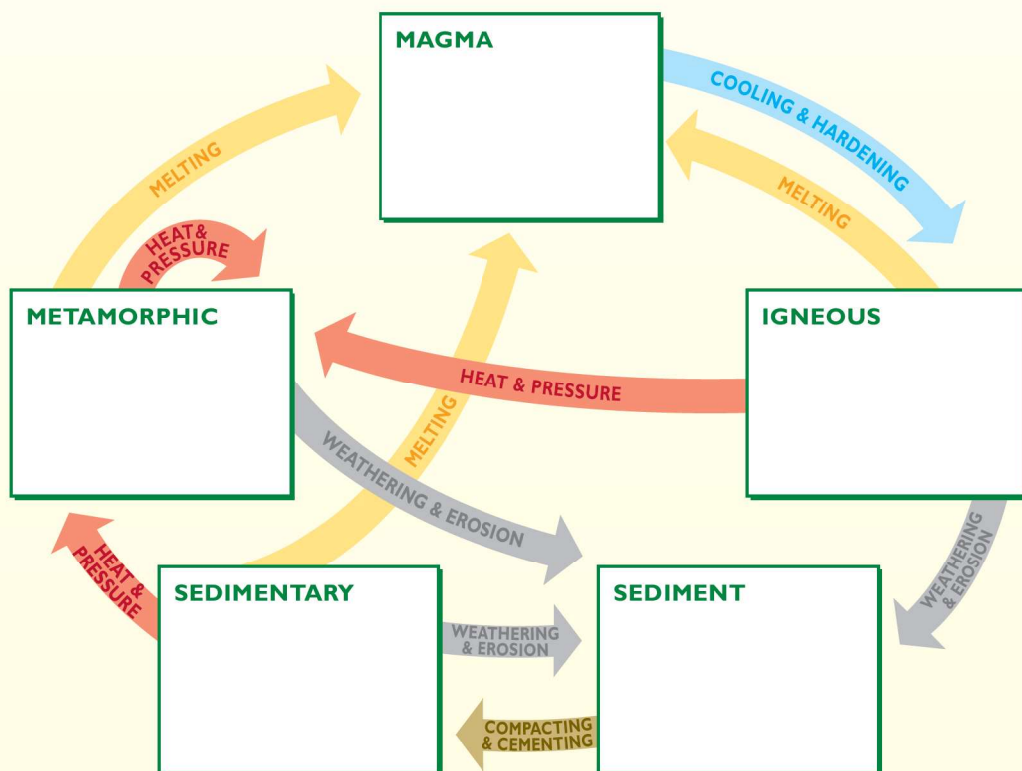 MAGMA
COOLING & HARDENING
MELTING
MELTING
HEAT &
PRESSURE
METAMORPHIC
IGNEOUS
HEAT & PRESSURE
MELTING
WEATHERING & EROSION
WEATHERING
& EROSION
HEAT &
PRESSURE
SEDIMENTARY
SEDIMENT
WEATHERING
& EROSION
COMPACTING
& CEMENTING